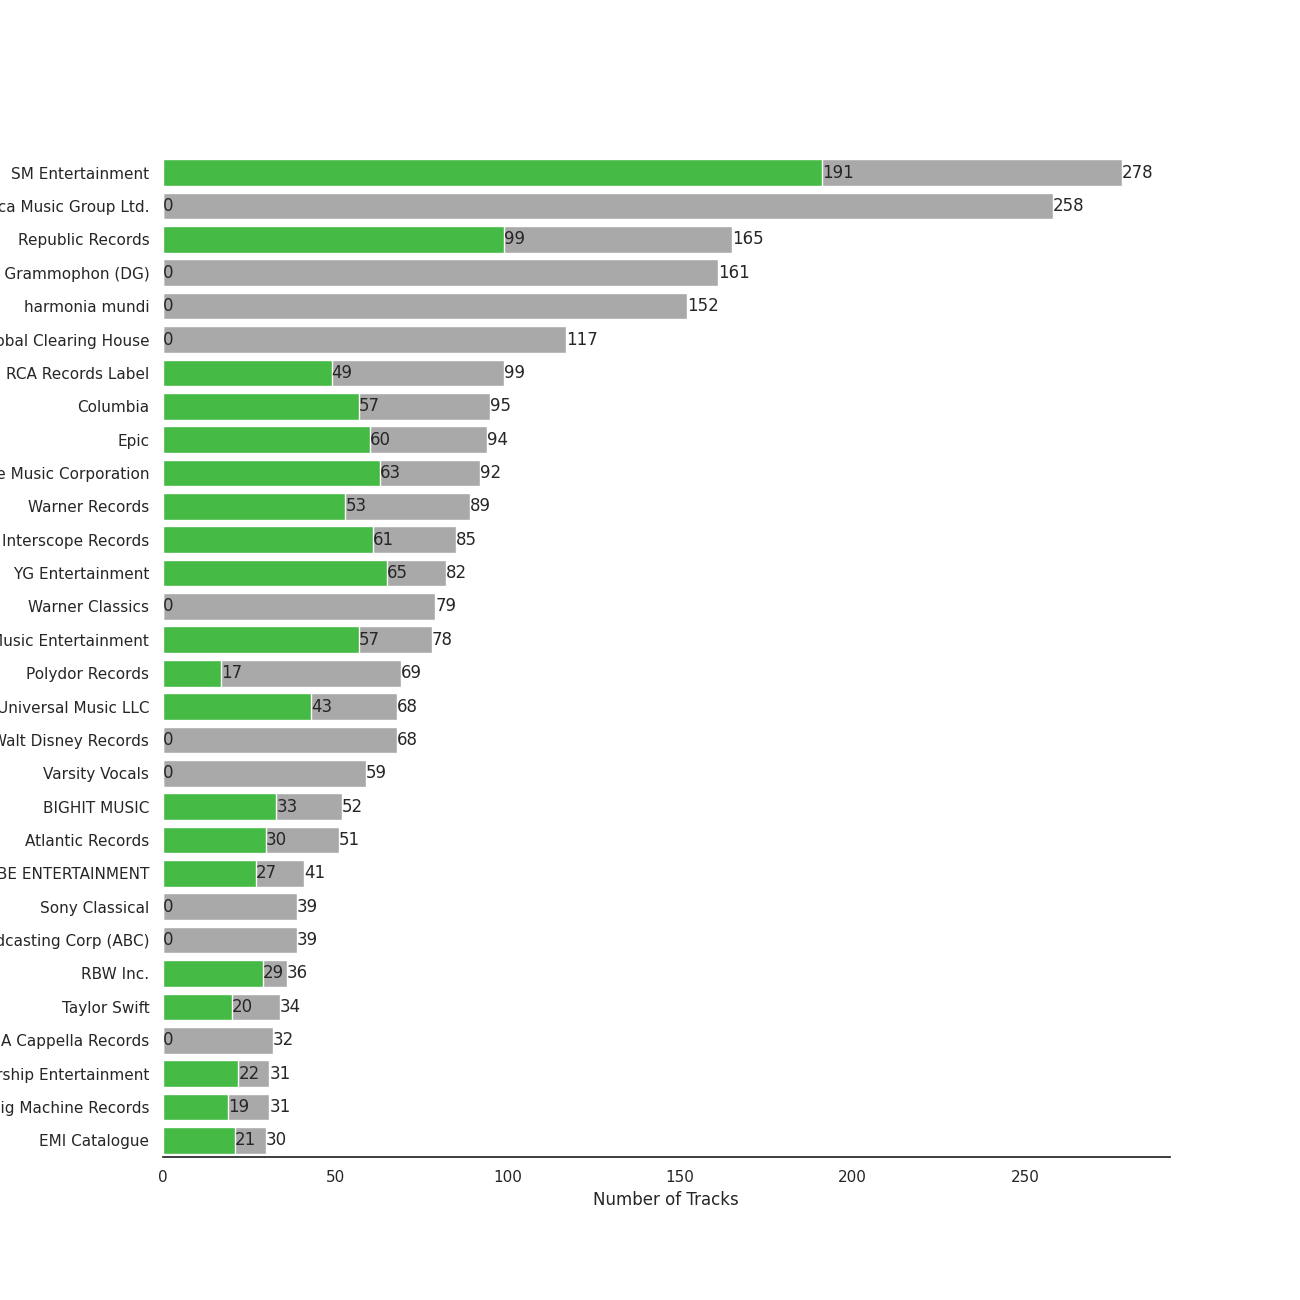 SM Entertainment 191 278
Music Group Ltd. 0 258
Republic Records 99 165
Grammophon (DG) 0 161
harmonia mundi 0 152
Clearing House 0 117
RCA Records Label 49 99
Columbia 57 95
Epic 60 94
Music Corporation 63 92
Warner Records 53 89
Interscope Records 61 85
YG Entertainment 65 82
Warner Classics 0 79
Music Entertainment 57 78
Polydor Records 17 69
Universal Music LLC 43 68
Walt Disney Records 0 68
Varsity Vocals 0 59
BIGHIT MUSIC 33 52
Atlantic Records 30 51
ENTERTAINMENT 27 41
Sony Classical 0 39
Corp (ABC) 0 39
RBW Inc. 29 36
Taylor Swift 20 34
A Cappella Records 0 32
Entertainment 22 31
Machine Records 19 31
EMI Catalogue 21 30
0 50 100 150 200 250
Number of Tracks